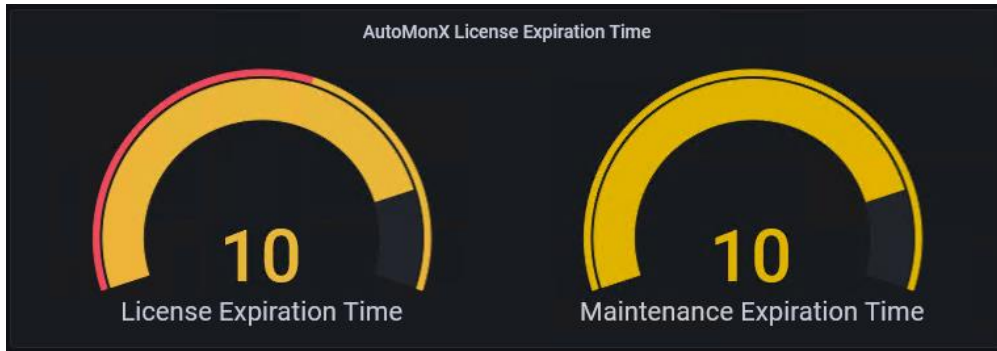 AutoMonX License Expiration Time
10
License Expiration Time
10
Maintenance Expiration Time